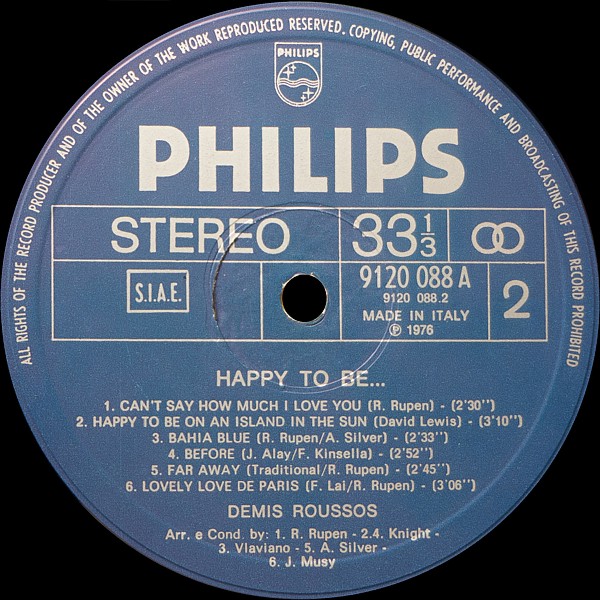 ALL RIGHTS OF THE RECORD PRODUCER AND OF THE OWNER OF THE WORK REPRODUCED RESERVED. COPYING, PUBLIC PERFORMANCE AND BROADCASTING OF THIS RECORD PROHIBITED
PHILIPS
PHILIPS
STEREO 33 1/3
S.I.A.E. 9120 088 A 2
9120 088.2
MADE IN ITALY
℗ 1976
HAPPY TO BE...
1. CAN'T SAY HOW MUCH I LOVE YOU (R. Rupen) - (2'30'')
2. HAPPY TO BE ON AN ISLAND IN THE SUN (David Lewis) - (3'10'')
3. BAHIA BLUE (R. Rupen/A. Silver) - (2'33'')
4. BEFORE (J. Alay/F. Kinsella) - (2'52'')
5. FAR AWAY (Traditional/R. Rupen) - (2'45'')
6. LOVELY LOVE DE PARIS (F. Lai/R. Rupen) - (3'06'')
DEMIS ROUSSOS
Arr. e Cond. by: 1. R. Rupen - 2.4. Knight -
3. Vlaviano - 5. A. Silver -
6. J. Musy